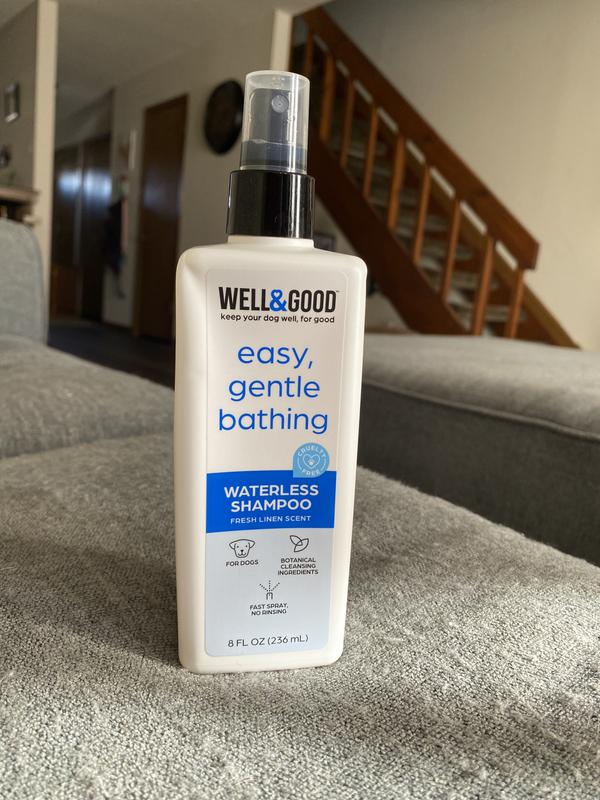 WELL&GOOD™
keep your dog well, for good
easy,
gentle
bathing
CRUELTY
FREE
WATERLESS
SHAMPOO
FRESH LINEN SCENT
FOR DOGS
BOTANICAL
CLEANSING
INGREDIENTS
FAST SPRAY,
NO RINSING
8 FL OZ (236 mL)